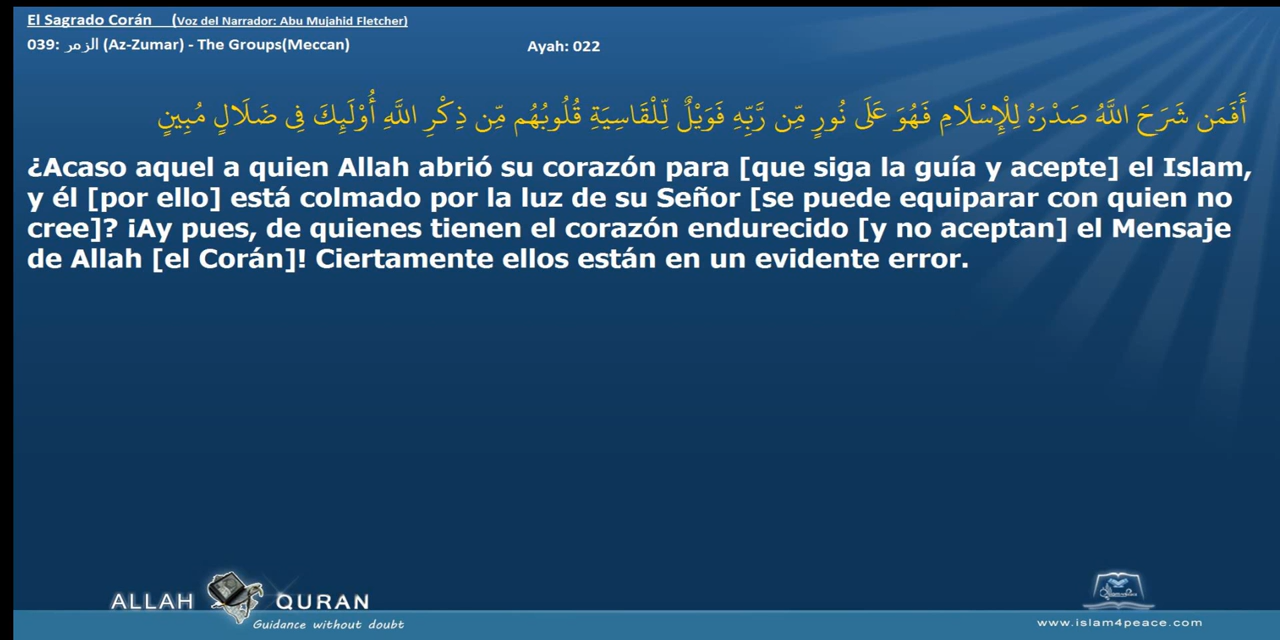 El Sagrado Corán (Voz del Narrador: Abu Mujahid Fletcher)
039: الزمر (Az-Zumar) - The Groups(Meccan) Ayah: 022
أَفَمَن شَرَحَ اللَّهُ صَدْرَهُ لِلْإِسْلَامِ فَهُوَ عَلَى نُورٍ مِّن رَّبِّهِ فَوَيْلٌ لِّلْقَاسِيَةِ قُلُوبُهُم مِّن ذِكْرِ اللَّهِ أُوْلَئِكَ فِي ضَلَالٍ مُبِينٍ
¿Acaso aquel a quien Allah abrió su corazón para [que siga la guía y acepte] el Islam,
y él [por ello] está colmado por la luz de su Señor [se puede equiparar con quien no
cree]? ¡Ay pues, de quienes tienen el corazón endurecido [y no aceptan] el Mensaje
de Allah [el Corán]! Ciertamente ellos están en un evidente error.
ALLAH QURAN
Guidance without doubt
www.islam4peace.com